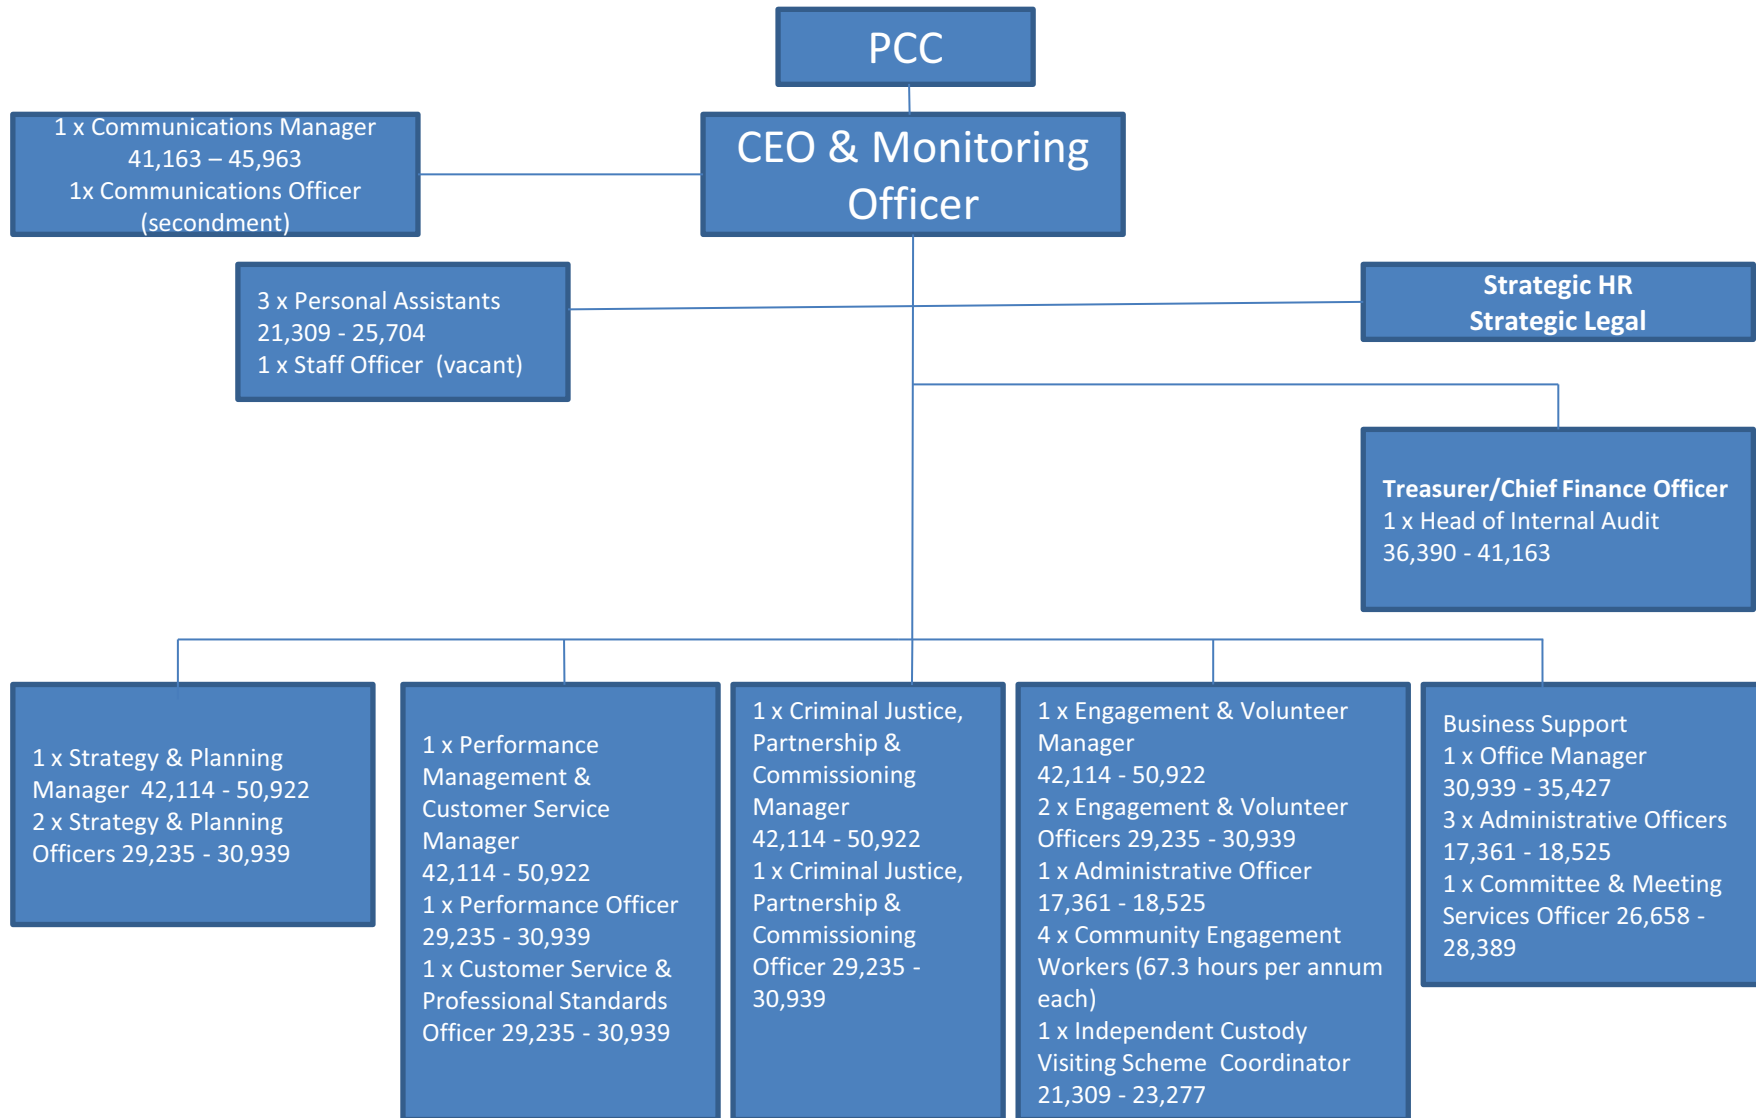 PCC
1 x Communications Manager
41,163 – 45,963
1x Communications Officer
(secondment)
CEO & Monitoring
Officer
3 x Personal Assistants
21,309 - 25,704
1 x Staff Officer  (vacant)
Strategic HR
Strategic Legal
Treasurer/Chief Finance Officer
1 x Head of Internal Audit
36,390 - 41,163
1 x Strategy & Planning
Manager  42,114 - 50,922
2 x Strategy & Planning
Officers 29,235 - 30,939
1 x Performance
Management &
Customer Service
Manager
42,114 - 50,922
1 x Performance Officer
29,235 - 30,939
1 x Customer Service &
Professional Standards
Officer 29,235 - 30,939
1 x Criminal Justice,
Partnership &
Commissioning
Manager
42,114 - 50,922
1 x Criminal Justice,
Partnership &
Commissioning
Officer 29,235 -
30,939
1 x Engagement & Volunteer
Manager
42,114 - 50,922
2 x Engagement & Volunteer
Officers 29,235 - 30,939
1 x Administrative Officer
17,361 - 18,525
4 x Community Engagement
Workers (67.3 hours per annum
each)
1 x Independent Custody
Visiting Scheme  Coordinator
21,309 - 23,277
Business Support
1 x Office Manager
30,939 - 35,427
3 x Administrative Officers
17,361 - 18,525
1 x Committee & Meeting
Services Officer 26,658 -
28,389